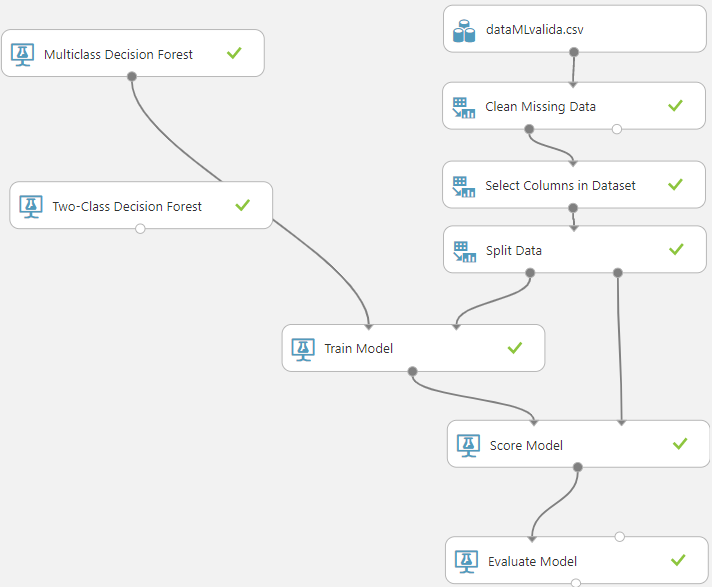 dataMLvalida.csv
Multiclass Decision Forest
Clean Missing Data
Select Columns in Dataset
Two-Class Decision Forest
Split Data
Train Model
Score Model
Evaluate Model